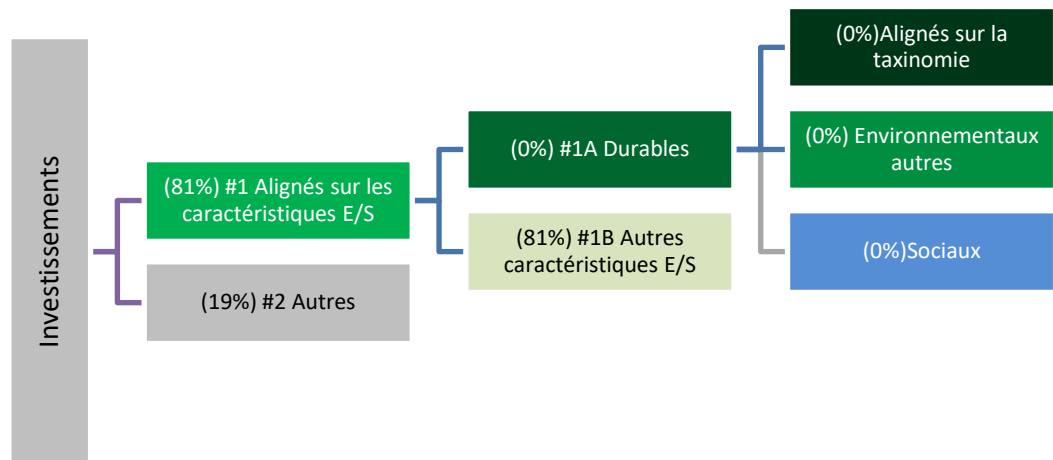 Investissements
(81%) #1 Alignés sur les
caractéristiques E/S
(19%) #2 Autres
(0%) #1A Durables
(81%) #1B Autres
caractéristiques E/S
(0%)Alignés sur la
taxinomie
(0%) Environnementaux
autres
(0%)Sociaux